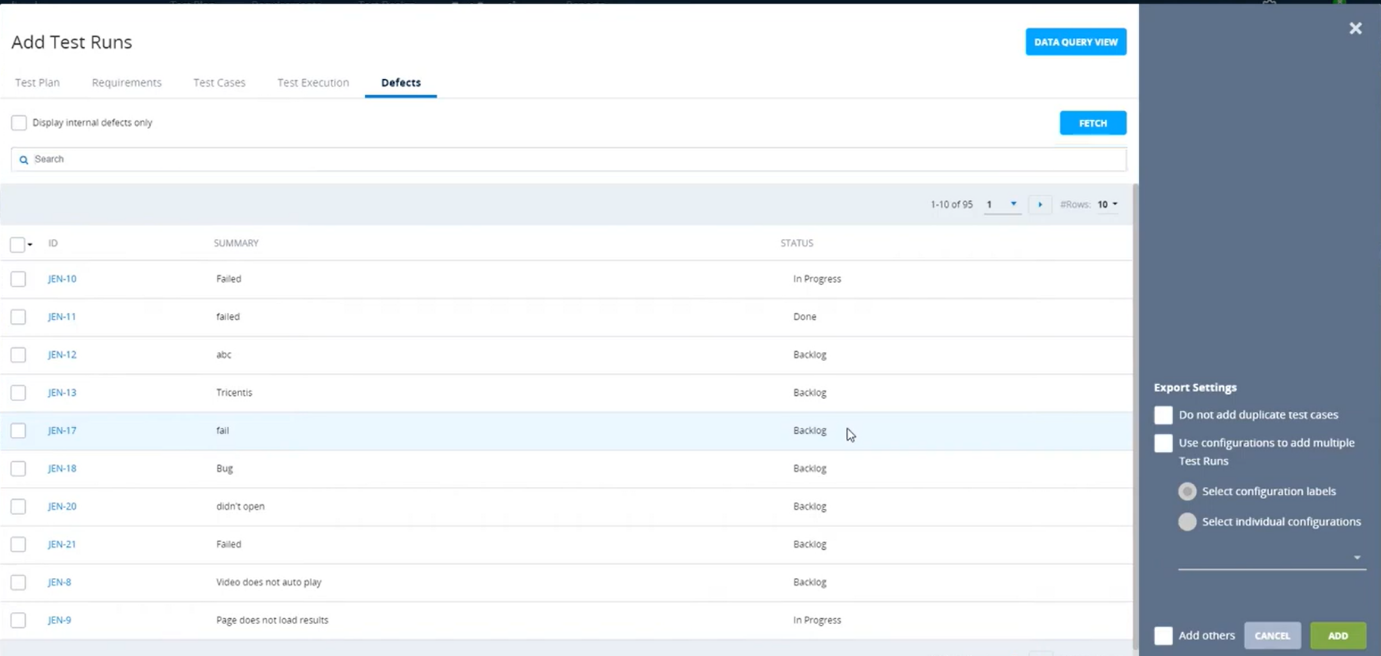 Add Test Runs
DATA QUERY VIEW
Test Plan Requirements Test Cases Test Execution Defects
Display internal defects only
FETCH
Search
1-10 of 95 1 #Rows: 10
ID SUMMARY STATUS
JEN-10 Failed In Progress
JEN-11 failed Done
JEN-12 abc Backlog
JEN-13 Tricentis Backlog
JEN-17 fail Backlog
JEN-18 Bug Backlog
JEN-20 didn't open Backlog
JEN-21 Failed Backlog
JEN-8 Video does not auto play Backlog
JEN-9 Page does not load results In Progress
Export Settings
Do not add duplicate test cases
Use configurations to add multiple
Test Runs
Select configuration labels
Select individual configurations
Add others CANCEL ADD